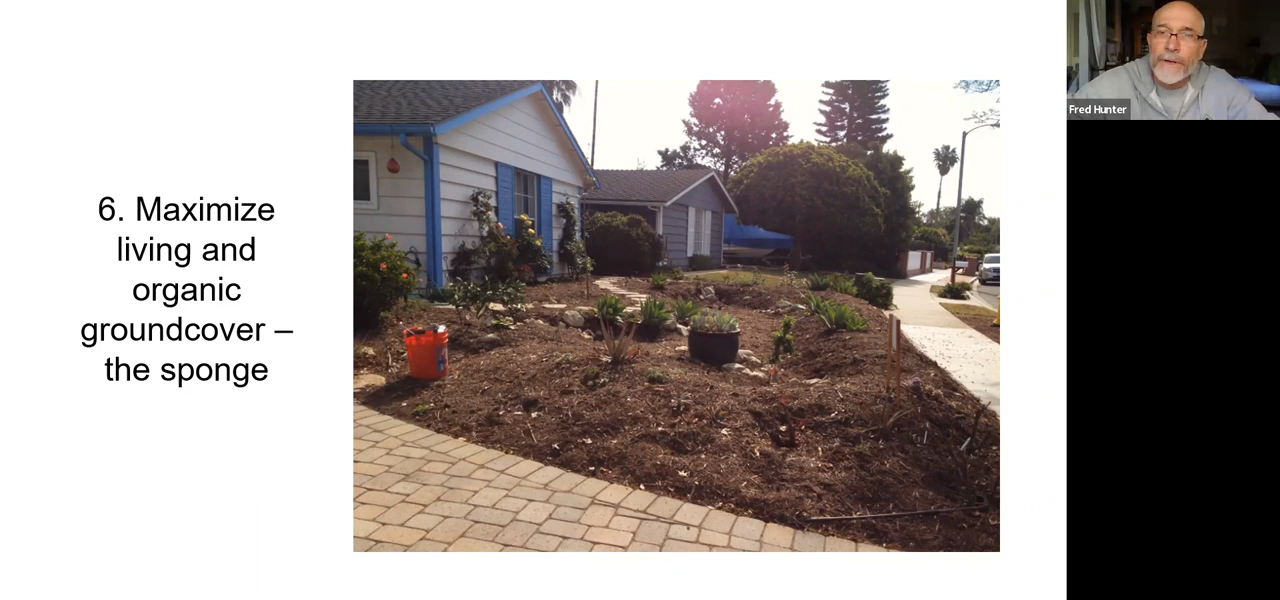 6. Maximize
living and
organic
groundcover –
the sponge
Fred Hunter